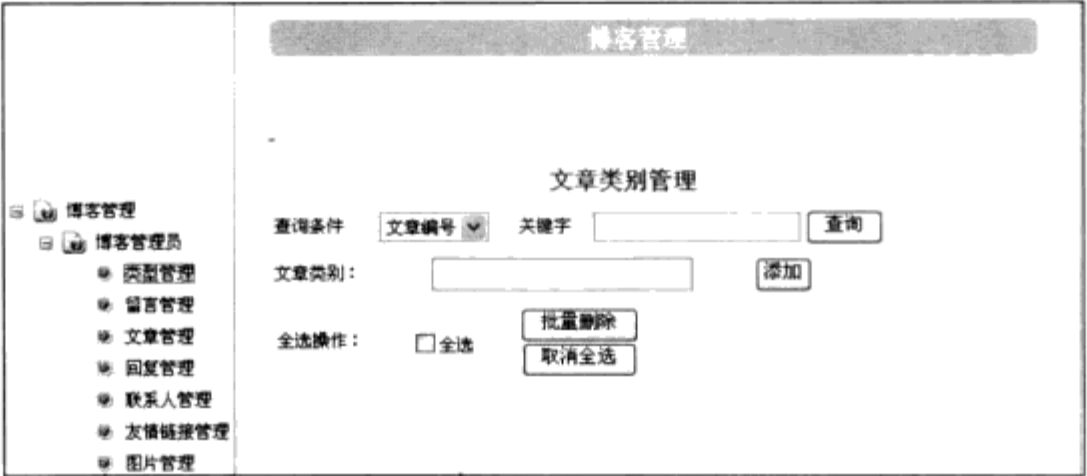 博客管理
博客管理
博客管理员
类型管理
留言管理
文章管理
回复管理
联系人管理
友情链接管理
图片管理
文章类别管理
查询条件 文章编号 关键字 查询
文章类别： 添加
全选操作： 全选 批量删除
取消全选